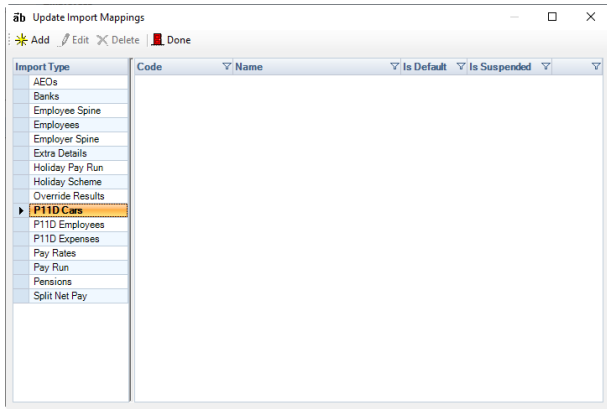 āb Update Import Mappings
Add Edit Delete Done
Import Type Code Name Is Default Is Suspended
AEOs
Banks
Employee Spine
Employees
Employer Spine
Extra Details
Holiday Pay Run
Holiday Scheme
Override Results
P11D Cars
P11D Employees
P11D Expenses
Pay Rates
Pay Run
Pensions
Split Net Pay